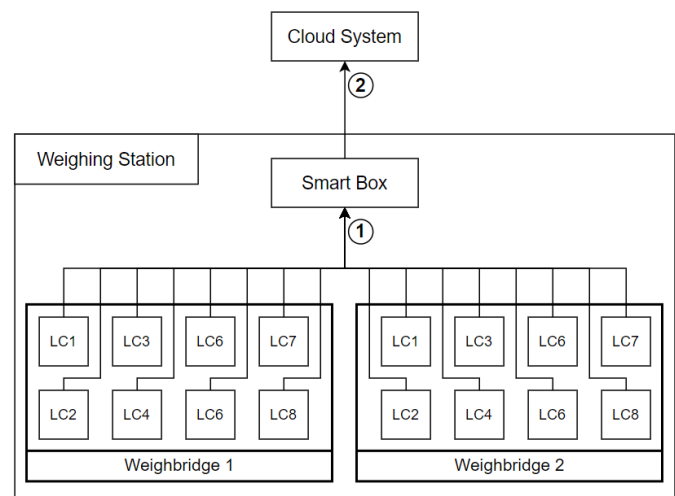 Cloud System
2
Weighing Station
Smart Box
1
LC1 LC3 LC6 LC7
LC2 LC4 LC6 LC8
Weighbridge 1
LC1 LC3 LC6 LC7
LC2 LC4 LC6 LC8
Weighbridge 2